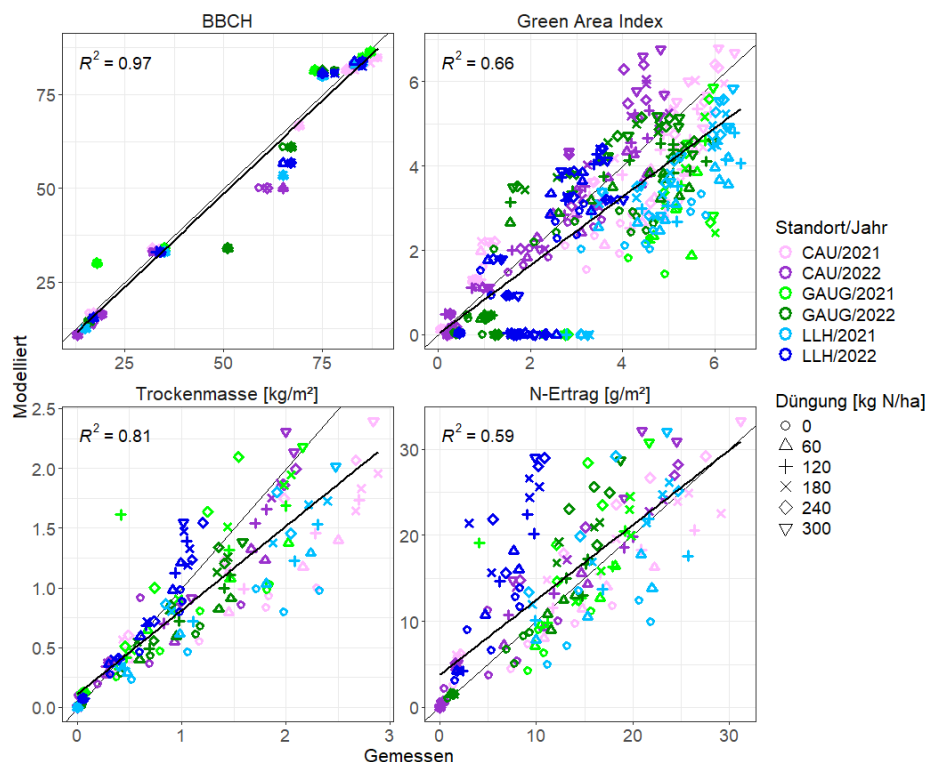 BBCH
Green Area Index
R² = 0.97
R² = 0.66
75
50
25
6
4
2
0
25
50
75
0
2
4
6
Modelliert
Trockenmasse [kg/m²]
N-Ertrag [g/m²]
R² = 0.81
R² = 0.59
2.5
2.0
1.5
1.0
0.5
0.0
30
20
10
0
0
1
2
3
0
10
20
30
Gemessen
Standort/Jahr
CAU/2021
CAU/2022
GAUG/2021
GAUG/2022
LLH/2021
LLH/2022
Düngung [kg N/ha]
0
60
120
180
240
300